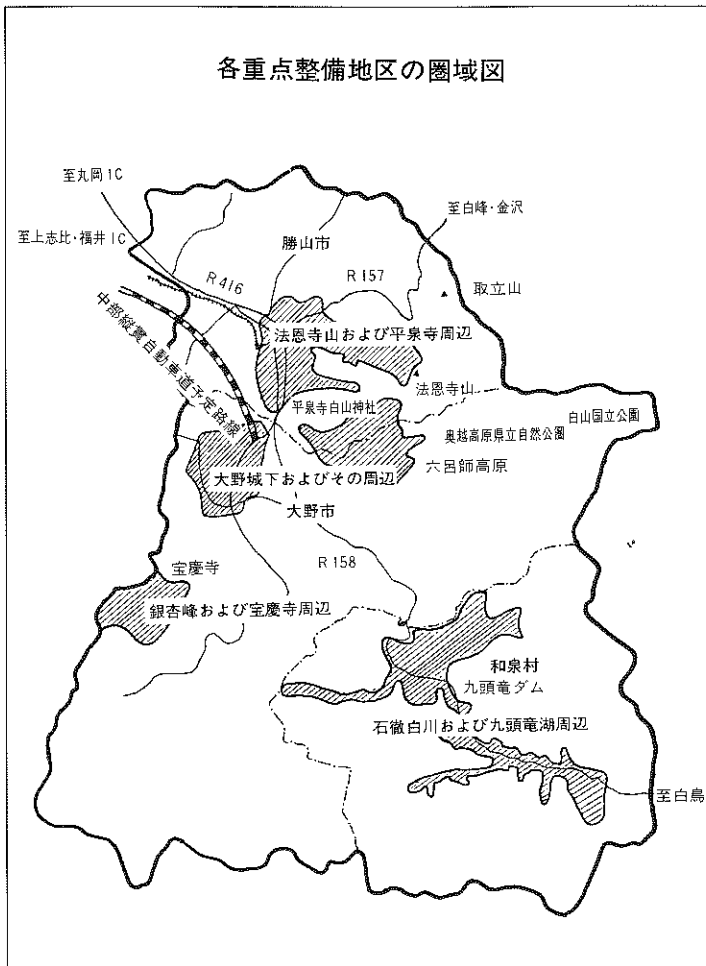 各重点整備地区の圏域図
至丸岡IC
至白峰・金沢
至上志比・福井IC
勝山市
R416
R157
取立山
中部縦貫自動車道予定路線
法恩寺山および平泉寺周辺
法恩寺山
平泉寺白山神社
白山国立公園
奥越高原県立自然公園
六呂師高原
大野城下およびその周辺
大野市
R158
宝慶寺
銀杏峰および宝慶寺周辺
和泉村
九頭竜ダム
石徹白川および九頭竜湖周辺
至白鳥